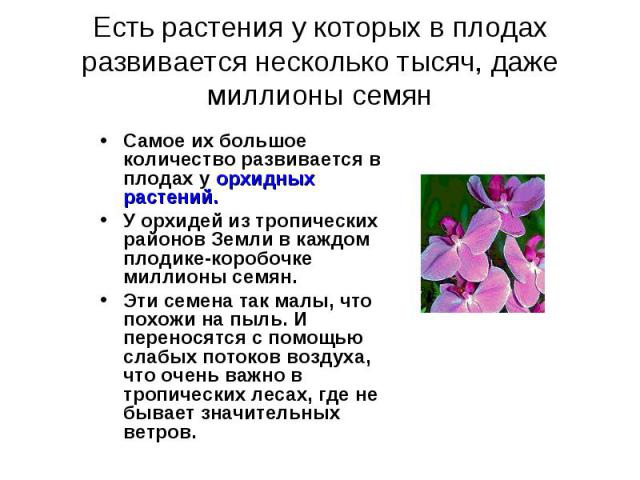 Есть растения у которых в плодах
развивается несколько тысяч, даже
миллионы семян
• Самое их большое
количество развивается в
плодах у орхидных
растений.
• У орхидей из тропических
районов Земли в каждом
плодике-коробочке
миллионы семян.
• Эти семена так малы, что
похожи на пыль. И
переносятся с помощью
слабых потоков воздуха,
что очень важно в
тропических лесах, где не
бывает значительных
ветров.